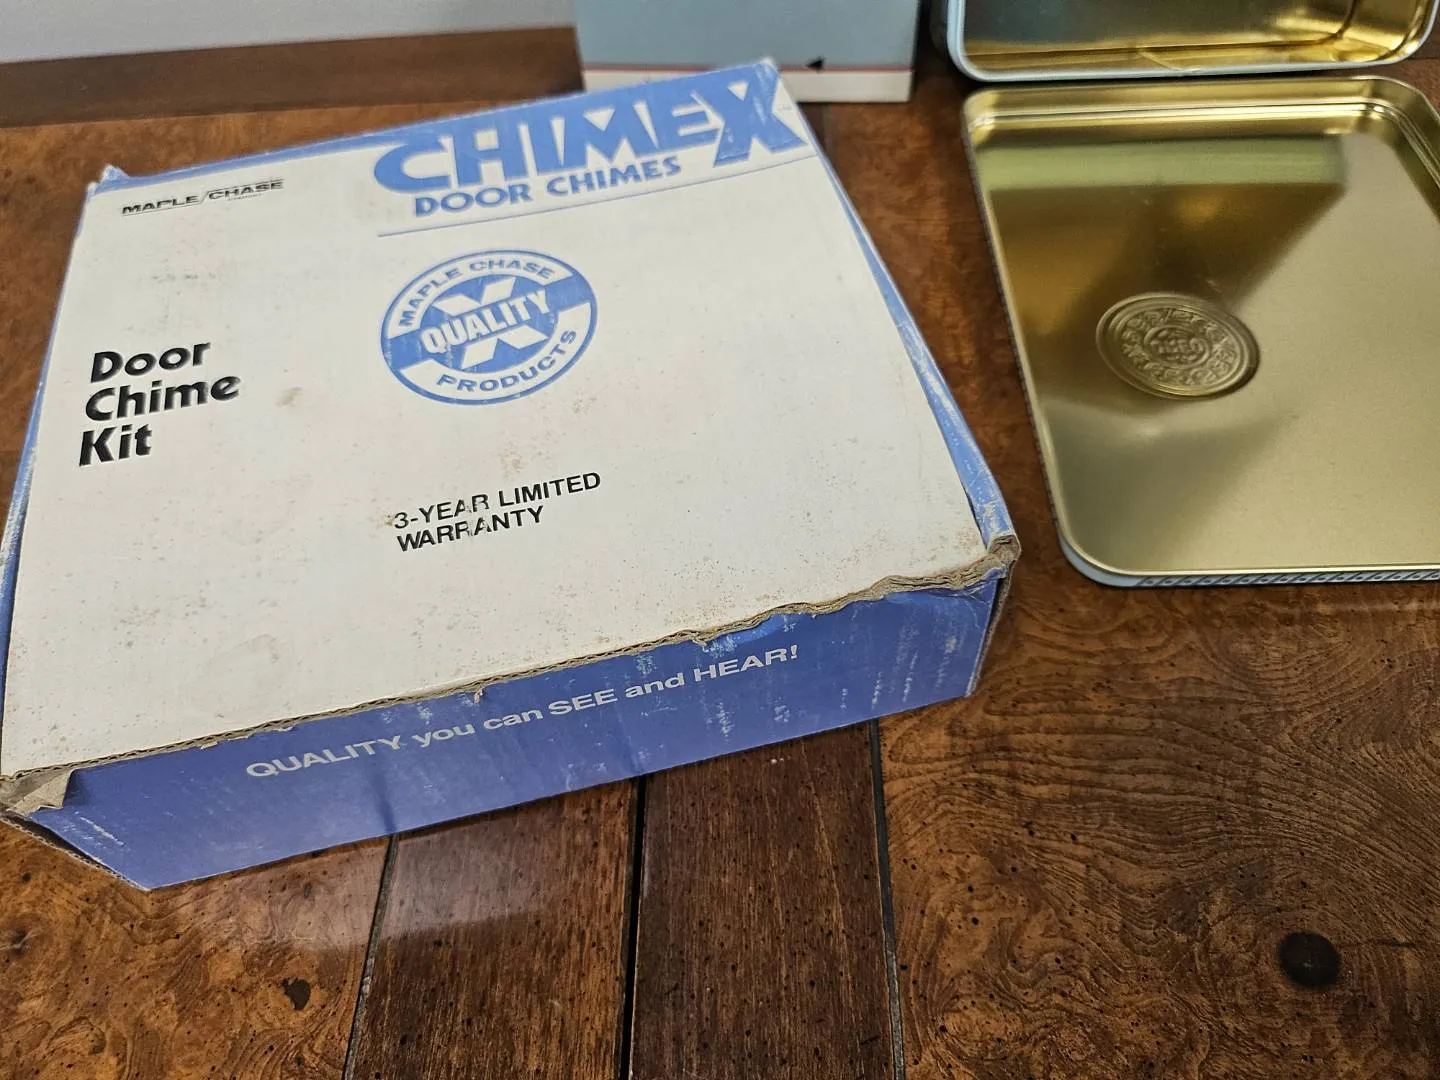 MAPLE/CHASE
CHIMEX
DOOR CHIMES
MAPLE CHASE
QUALITY
X
PRODUCTS
Door
Chime
Kit
3-YEAR LIMITED
WARRANTY
QUALITY you can SEE and HEAR!